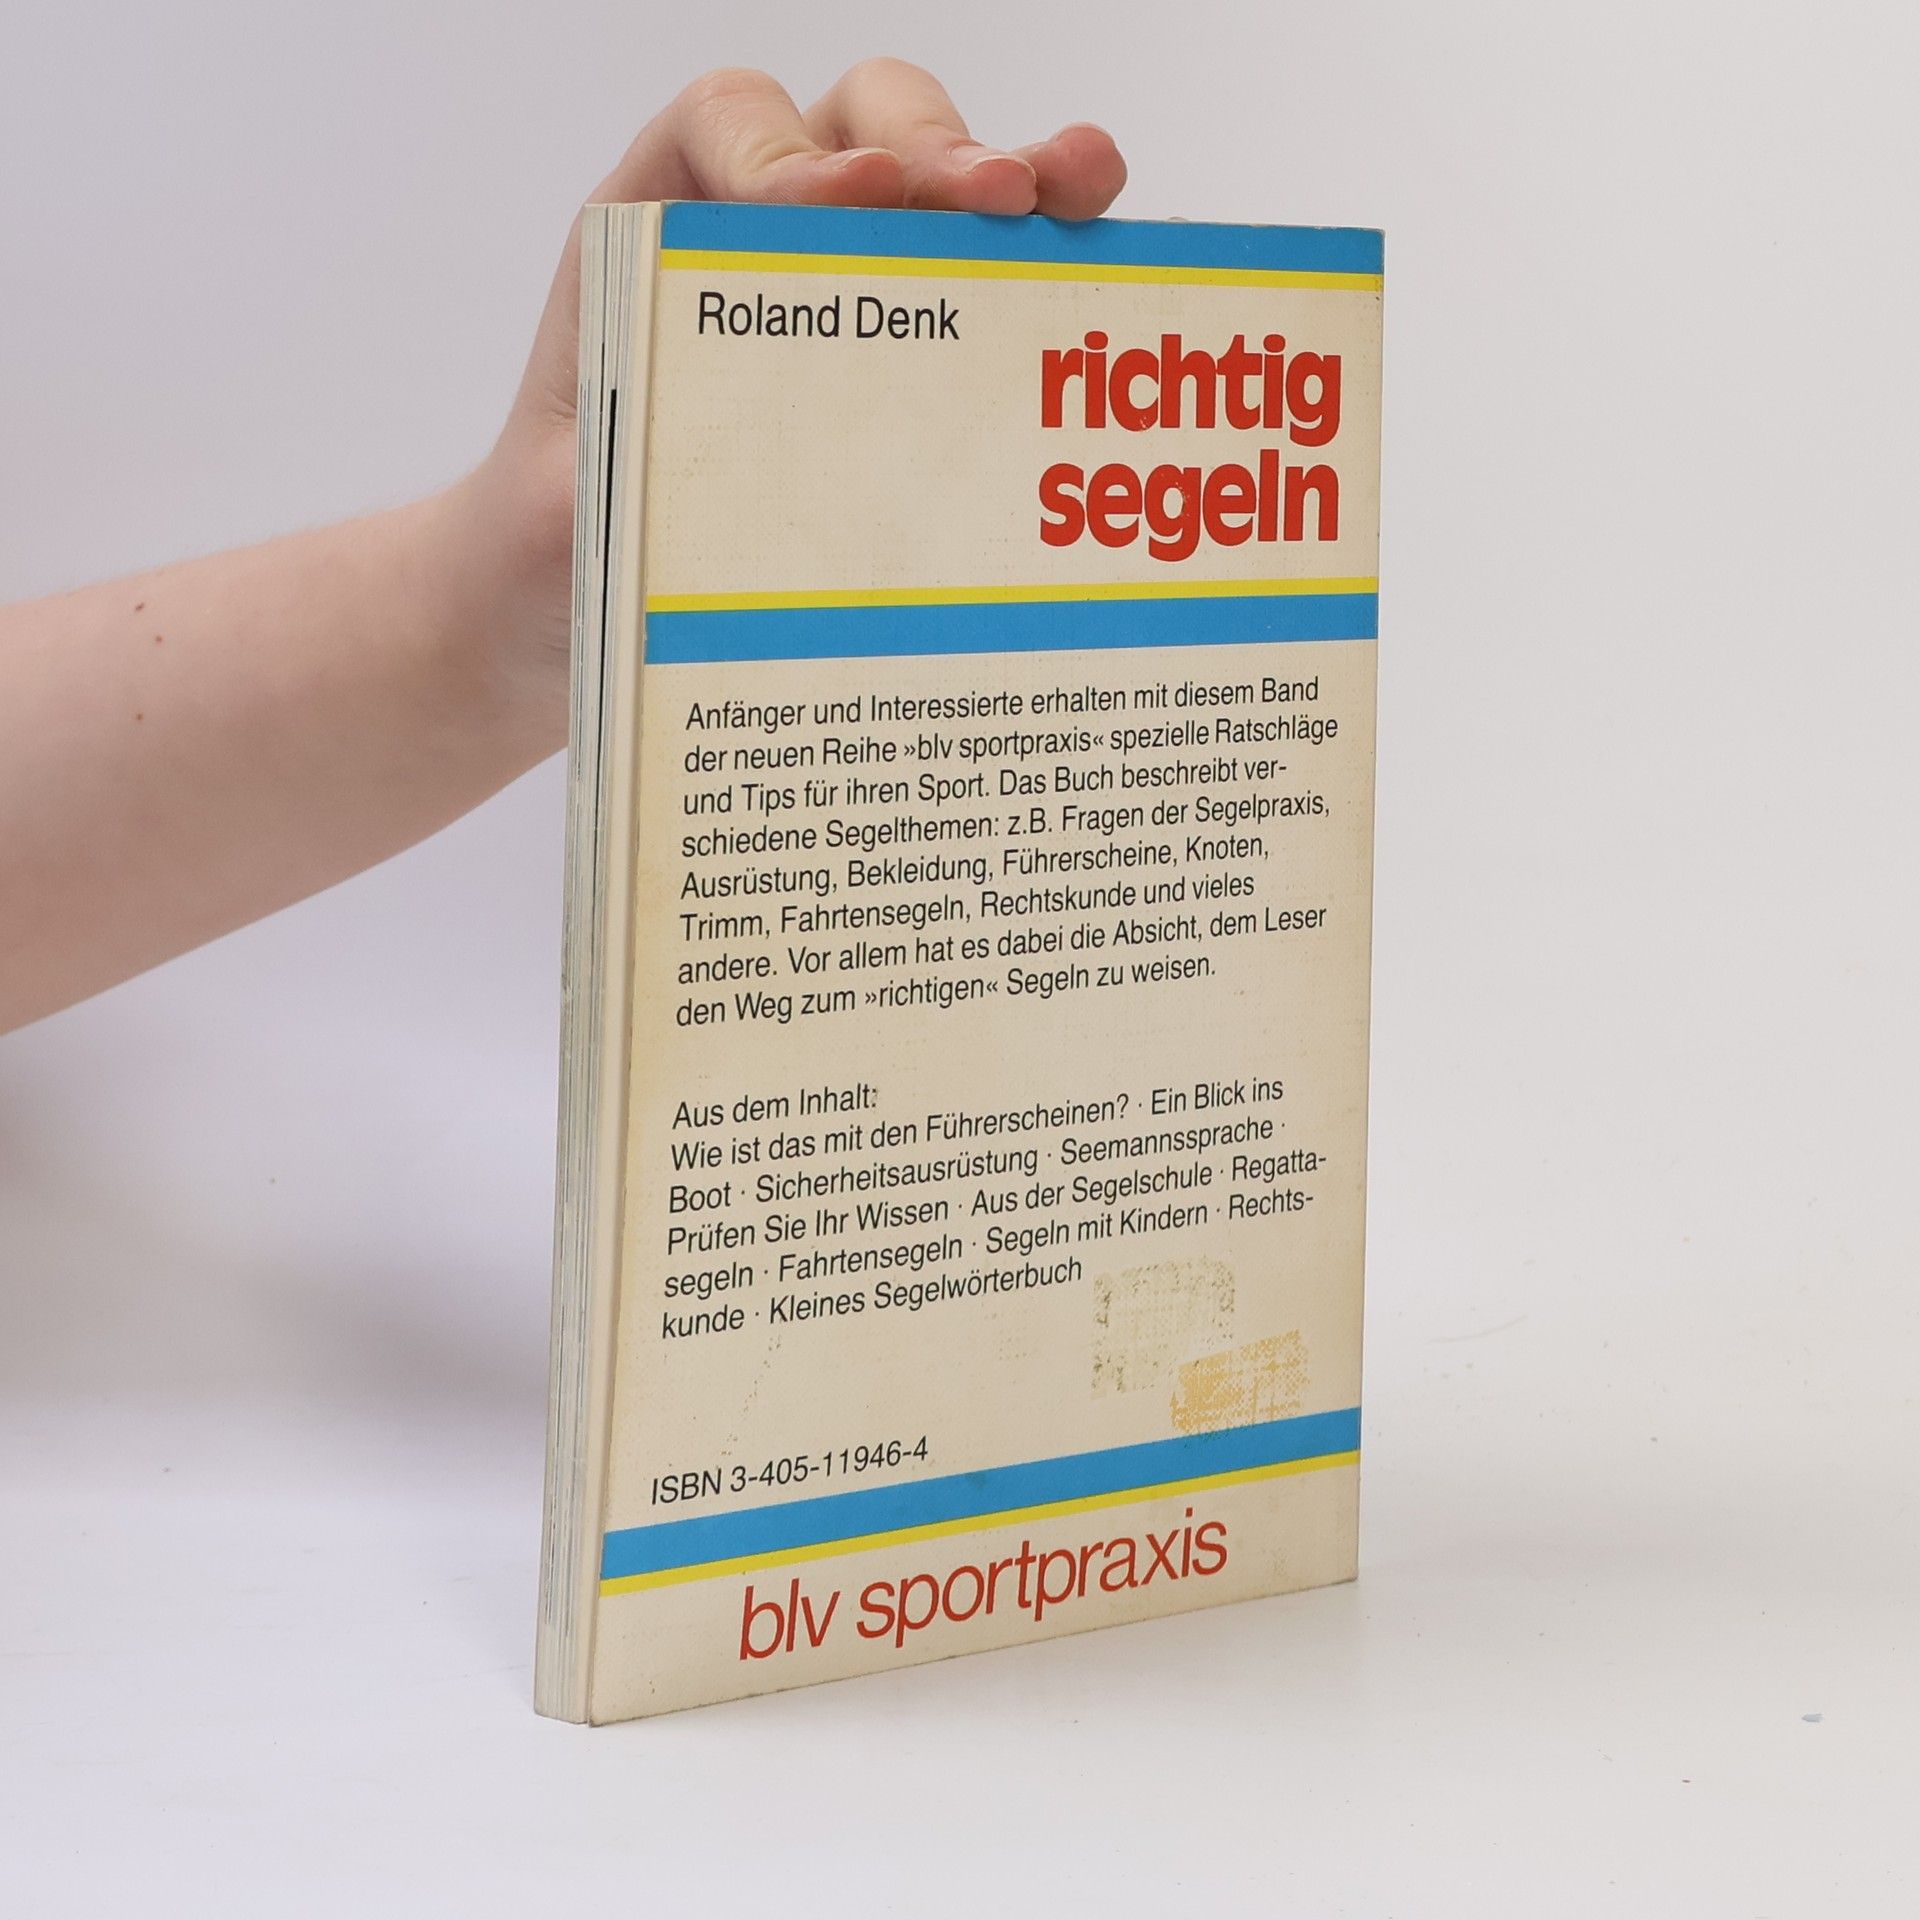 Roland Denk
richtig
segeln
Anfänger und Interessierte erhalten mit diesem Band
der neuen Reihe »blv sportpraxis« spezielle Ratschläge
und Tips für ihren Sport. Das Buch beschreibt ver-
schiedene Segelthemen: z.B. Fragen der Segelpraxis,
Ausrüstung, Bekleidung, Führerscheine, Knoten,
Trimm, Fahrtensegeln, Rechtskunde und vieles
andere. Vor allem hat es dabei die Absicht, dem Leser
den Weg zum »richtigen« Segeln zu weisen.
Aus dem Inhalt:
Wie ist das mit den Führerscheinen? · Ein Blick ins
Boot · Sicherheitsausrüstung · Seemannssprache ·
Prüfen Sie Ihr Wissen · Aus der Segelschule · Regatta-
segeln · Fahrtensegeln · Segeln mit Kindern · Rechts-
kunde · Kleines Segelwörterbuch
ISBN 3-405-11946-4
blv sportpraxis